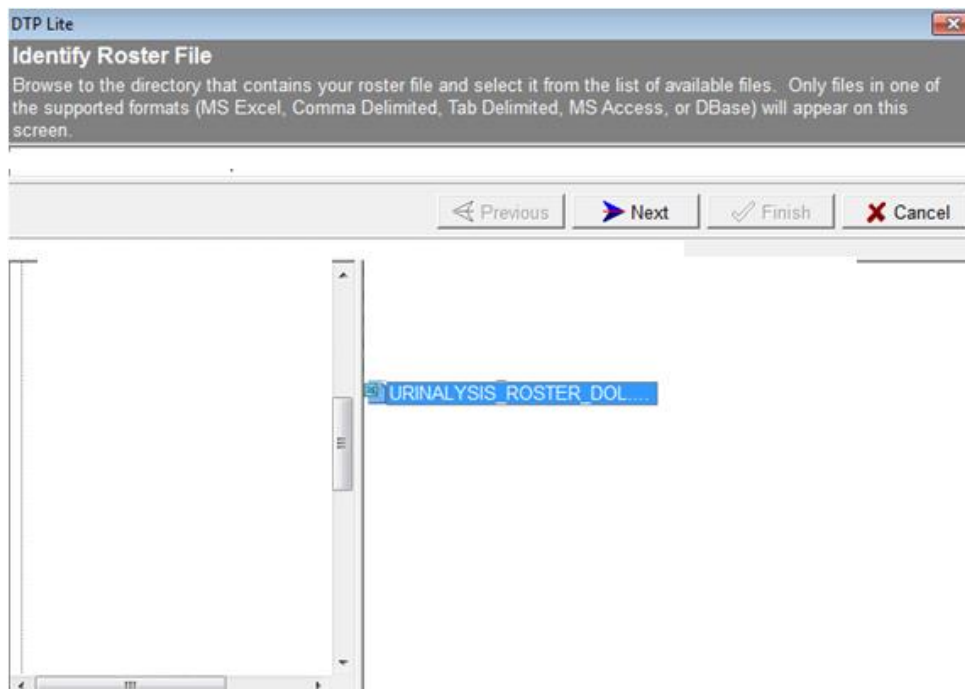 DTP Lite
Identify Roster File
Browse to the directory that contains your roster file and select it from the list of available files. Only files in one of
the supported formats (MS Excel, Comma Delimited, Tab Delimited, MS Access, or DBase) will appear on this
screen.
Previous Next Finish Cancel
URINALYSIS_ROSTER_DOL....